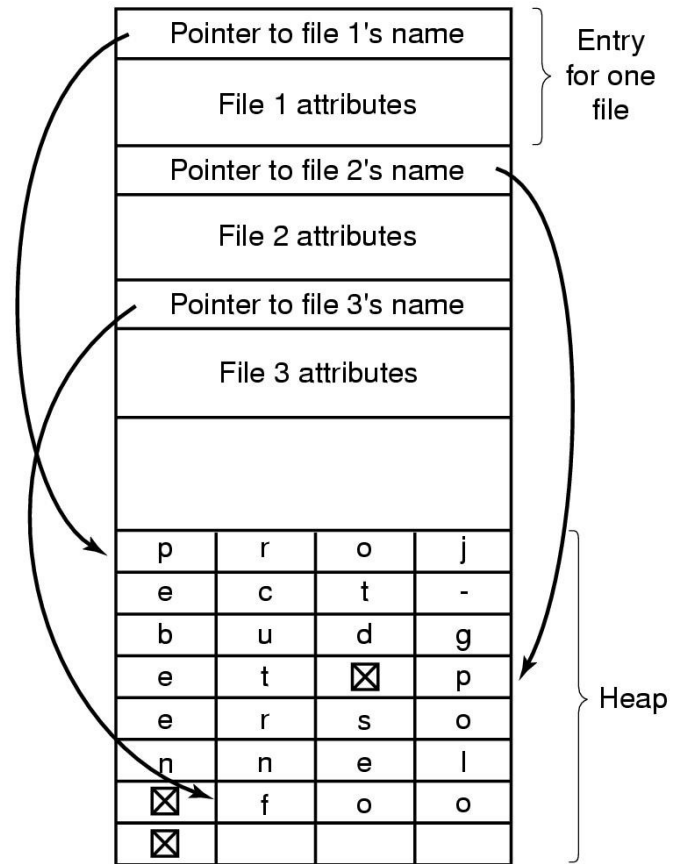 Pointer to file 1's name
File 1 attributes
Entry
for one
file
Pointer to file 2's name
File 2 attributes
Pointer to file 3's name
File 3 attributes
p r o j
e c t -
b u d g
e t ☒ p
e r s o
n n e l
☒ f o o
☒
Heap